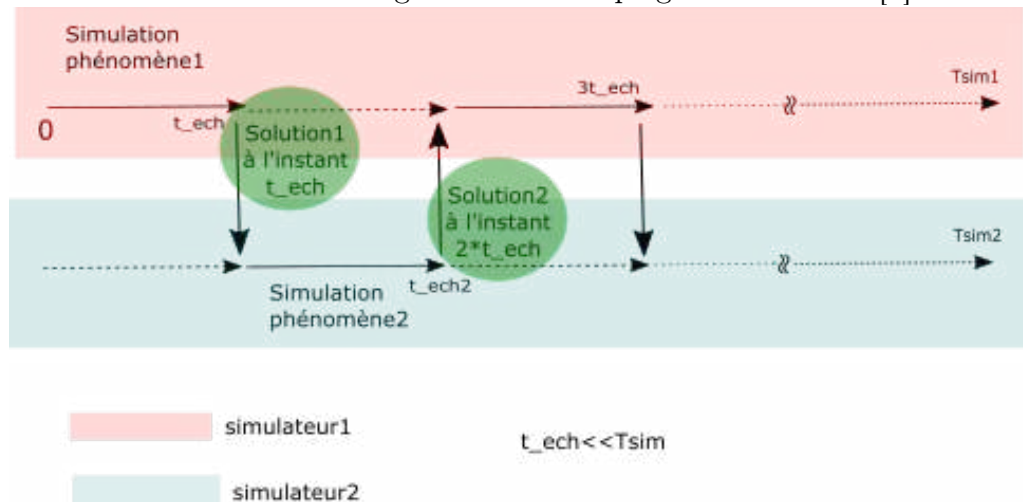 Simulation
phénomène1
Tsim1
3t_ech
0
t_ech
Solution1
à l'instant
t_ech
Solution2
à l'instant
2*t_ech
Tsim2
t_ech2
Simulation
phénomène2
simulateur1
t_ech<<Tsim
simulateur2